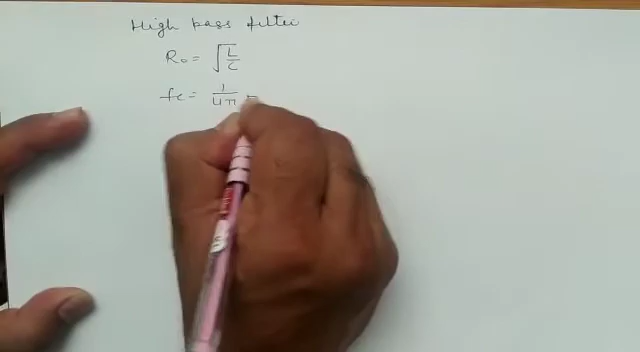 High pass filter
R₀ = √L/C
fc = 1/4π